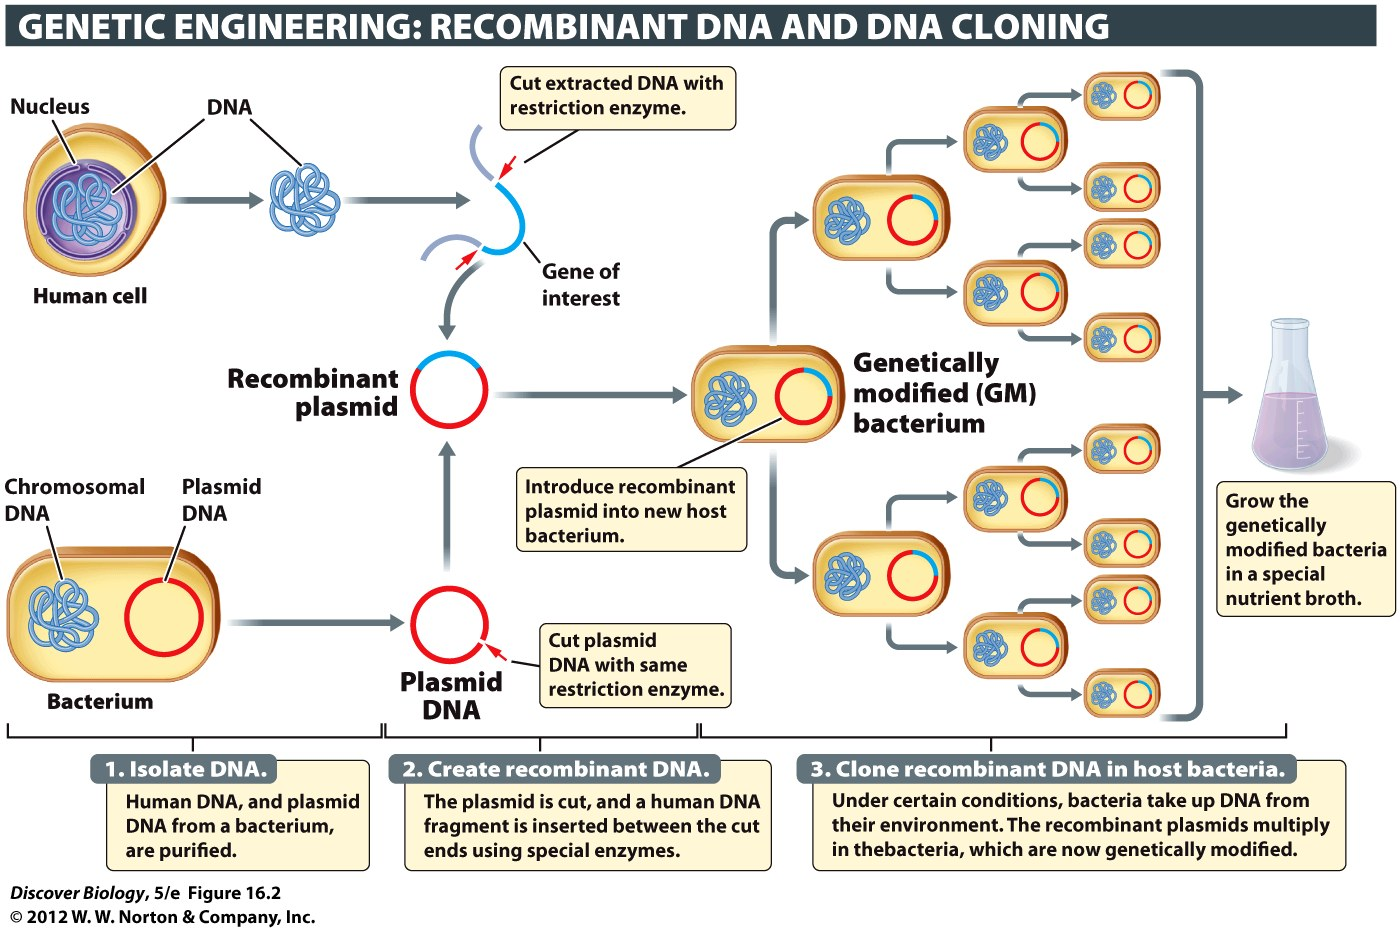 GENETIC ENGINEERING: RECOMBINANT DNA AND DNA CLONING
Nucleus
DNA
Human cell
Cut extracted DNA with
restriction enzyme.
Gene of
interest
Recombinant
plasmid
Chromosomal
DNA
Plasmid
DNA
Bacterium
Plasmid
DNA
Cut plasmid
DNA with same
restriction enzyme.
Genetically
modified (GM)
bacterium
Introduce recombinant
plasmid into new host
bacterium.
Grow the
genetically
modified bacteria
in a special
nutrient broth.
1. Isolate DNA.
Human DNA, and plasmid
DNA from a bacterium,
are purified.
2. Create recombinant DNA.
The plasmid is cut, and a human DNA
fragment is inserted between the cut
ends using special enzymes.
3. Clone recombinant DNA in host bacteria.
Under certain conditions, bacteria take up DNA from
their environment. The recombinant plasmids multiply
in thebacteria, which are now genetically modified.
Discover Biology, 5/e Figure 16.2
© 2012 W. W. Norton & Company, Inc.